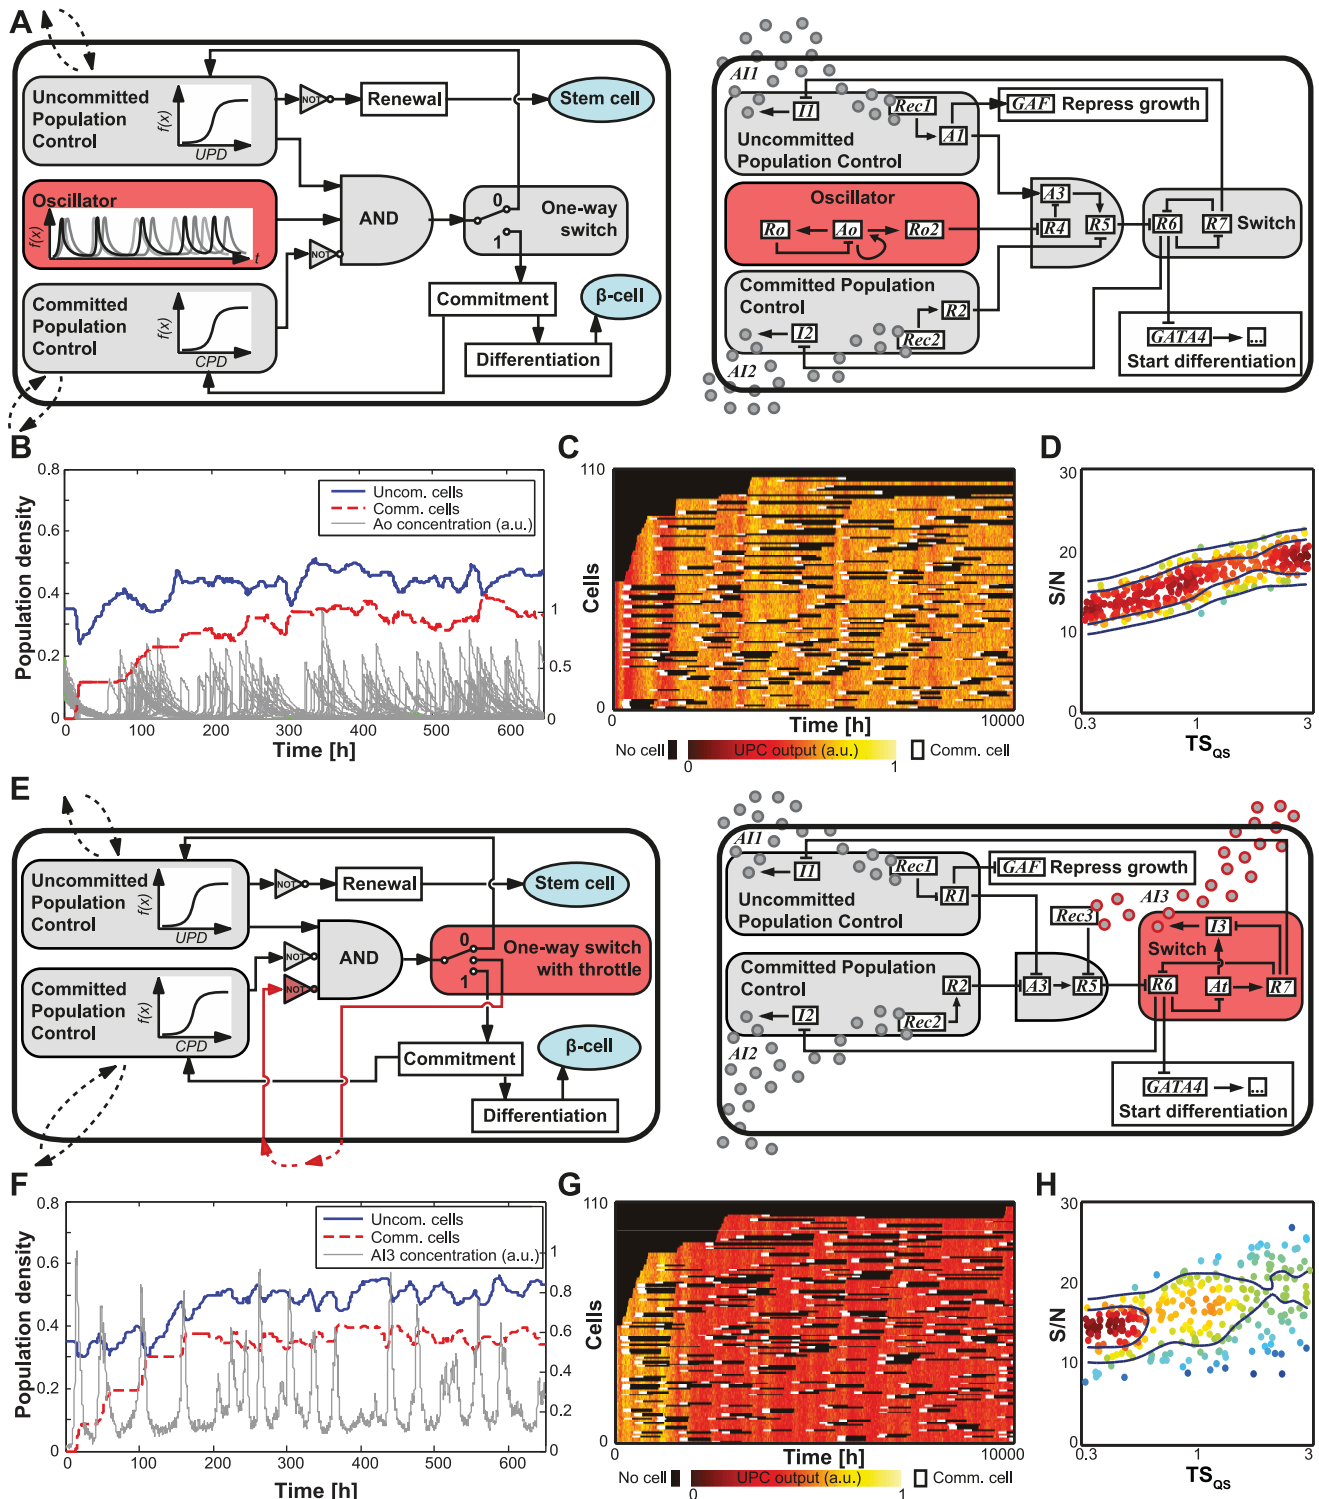 A
Uncommitted
Population
Control
f(x)
UPD
NOT
Renewal
Stem cell
Oscillator
f(x)
t
AND
0
1
One-way
switch
NOT
Committed
Population
Control
f(x)
CPD
Commitment
β-cell
Differentiation
AI1
I1
Rec1
A1
GAF
Repress growth
Uncommitted
Population Control
Oscillator
Ro
Ao
Ro2
A3
R4
R5
R6
R7
Switch
Committed Population
Control
R2
I2
Rec2
AI2
GATA4
...
Start differentiation
B
Population density
0.8
0.6
0.4
0.2
0
1
0.5
0
Uncom. cells
Comm. cells
Ao concentration (a.u.)
0
100
200
300
400
500
600
Time [h]
C
110
Cells
0
0
Time [h]
10000
No cell
UPC output (a.u.)
0
1
Comm. cell
D
30
20
10
0
S/N
0.3
1
3
TSQS
E
Uncommitted
Population
Control
f(x)
UPD
NOT
Renewal
Stem cell
NOT
NOT
AND
0
1
One-way switch
with throttle
Committed
Population
Control
f(x)
CPD
Commitment
β-cell
Differentiation
AI1
I1
Rec1
R1
GAF
Repress growth
Uncommitted
Population Control
Rec3
AI3
I3
Switch
Committed Population
Control
R2
A3
R5
R6
At
R7
I2
Rec2
AI2
GATA4
...
Start differentiation
F
Population density
0.8
0.6
0.4
0.2
0
1
0.8
0.6
0.4
0.2
0
Uncom. cells
Comm. cells
AI3 concentration (a.u.)
0
100
200
300
400
500
600
Time [h]
G
110
Cells
0
0
Time [h]
10000
No cell
UPC output (a.u.)
0
1
Comm. cell
H
30
20
10
0
S/N
0.3
1
3
TSQS